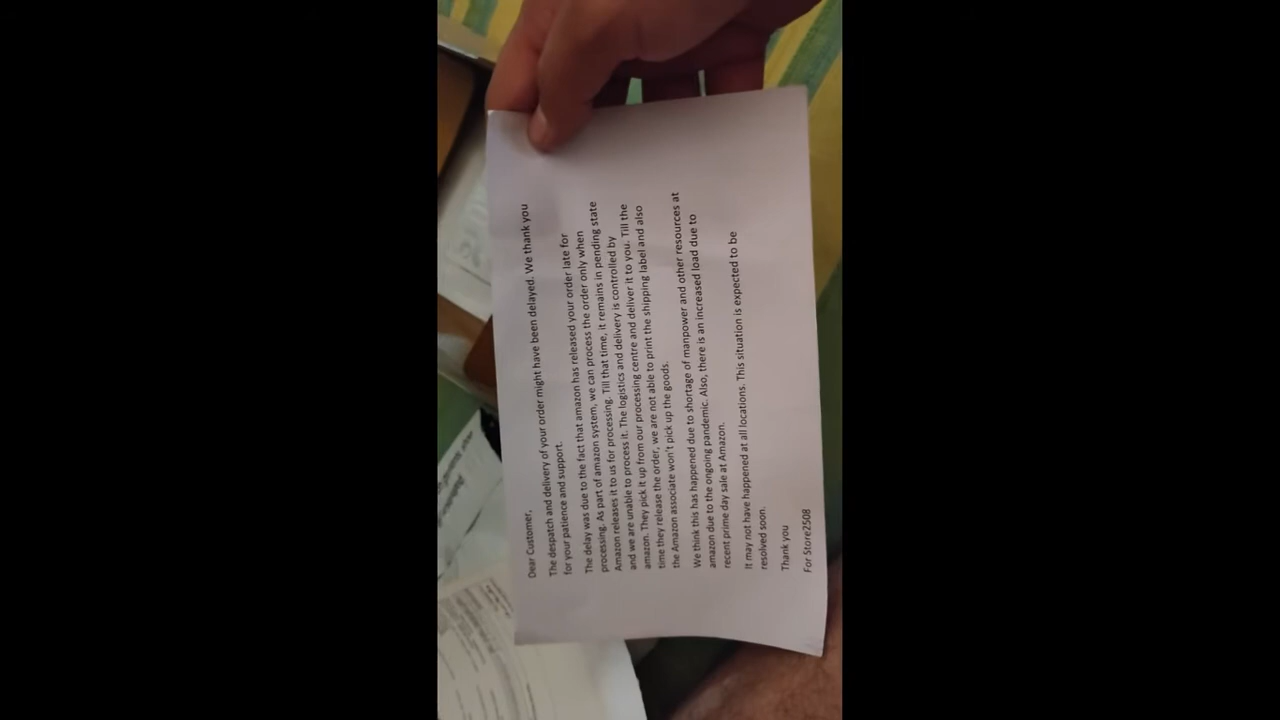 Dear Customer,
The despatch and delivery of your order might have been delayed. We thank you
for your patience and support.
The delay was due to the fact that amazon has released your order late for
processing. As part of amazon system, we can process the order only when
Amazon releases it to us for processing. Till that time, it remains in pending state
and we are unable to process it. The logistics and delivery is controlled by
amazon. They pick it up from our processing centre and deliver it to you. Till the
time they release the order, we are not able to print the shipping label and also
the Amazon associate won't pick up the goods.
We think this has happened due to shortage of manpower and other resources at
amazon due to the ongoing pandemic. Also, there is an increased load due to
recent prime day sale at Amazon.
It may not have happened at all locations. This situation is expected to be
resolved soon.
Thank you
For Store2508